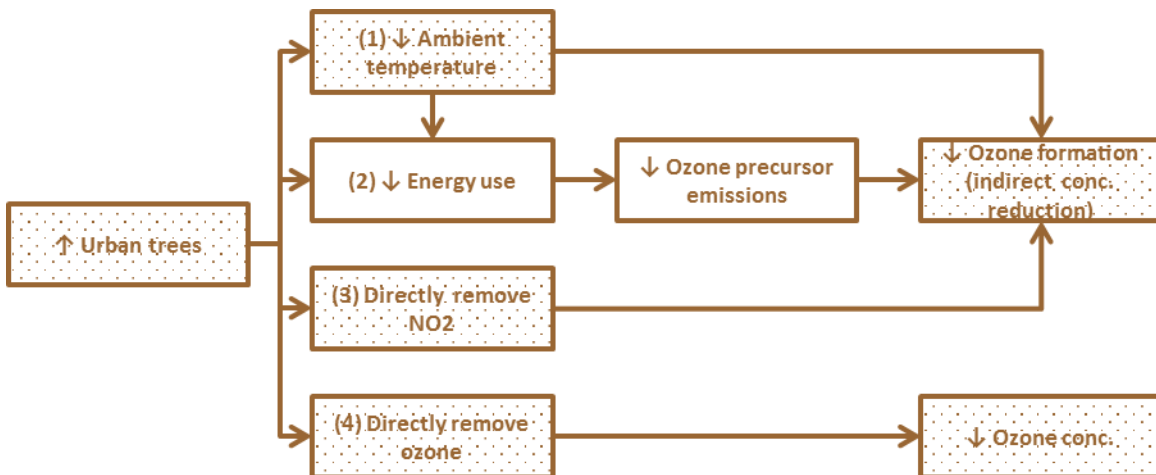 (1) ↓ Ambient
temperature
(2) ↓ Energy use
↓ Ozone precursor
emissions
↓ Ozone formation
(indirect conc.
reduction)
↑ Urban trees
(3) Directly remove
NO2
(4) Directly remove
ozone
↓ Ozone conc.